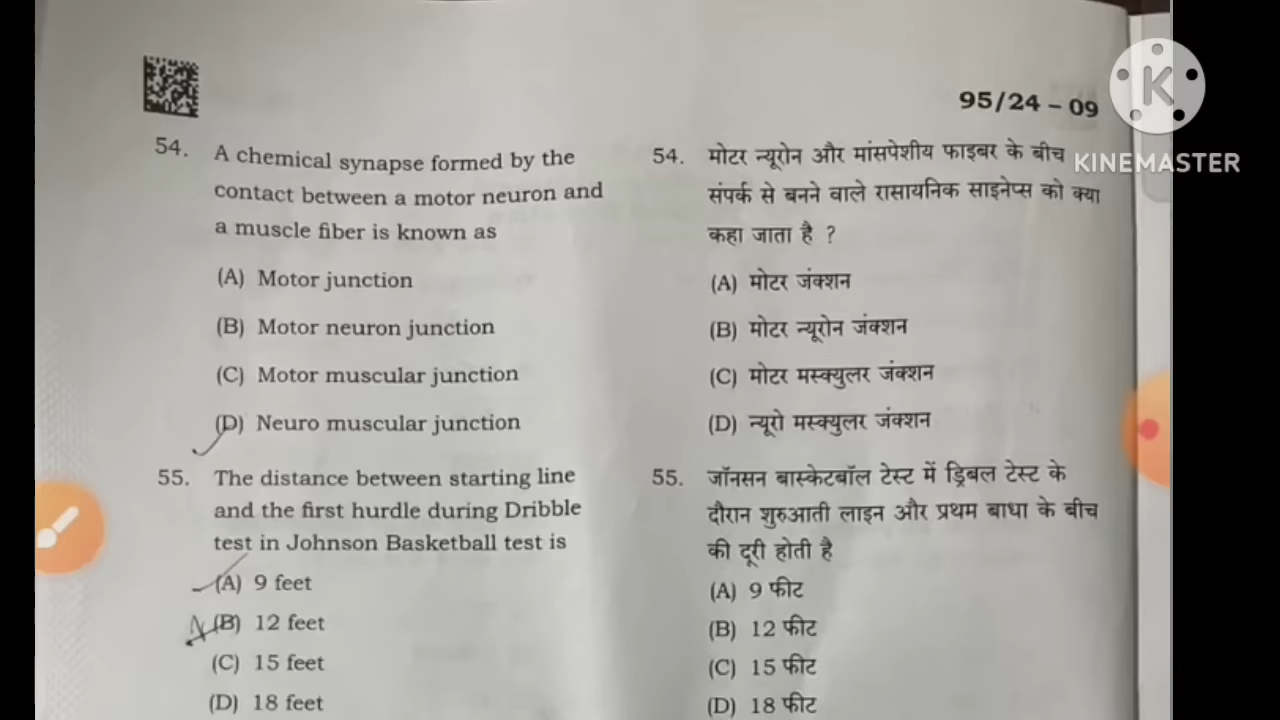 95/24 – 09
K
KINEMASTER
54. A chemical synapse formed by the
contact between a motor neuron and
a muscle fiber is known as
(A) Motor junction
(B) Motor neuron junction
(C) Motor muscular junction
(D) Neuro muscular junction
55. The distance between starting line
and the first hurdle during Dribble
test in Johnson Basketball test is
(A) 9 feet
(B) 12 feet
(C) 15 feet
(D) 18 feet
54. मोटर न्यूरोन और मांसपेशीय फाइबर के बीच
संपर्क से बनने वाले रासायनिक साइनेप्स को क्या
कहा जाता है ?
(A) मोटर जंक्शन
(B) मोटर न्यूरोन जंक्शन
(C) मोटर मस्क्युलर जंक्शन
(D) न्यूरो मस्क्युलर जंक्शन
55. जॉनसन बास्केटबॉल टेस्ट में ड्रिबल टेस्ट के
दौरान शुरुआती लाइन और प्रथम बाधा के बीच
की दूरी होती है
(A) 9 फीट
(B) 12 फीट
(C) 15 फीट
(D) 18 फीट